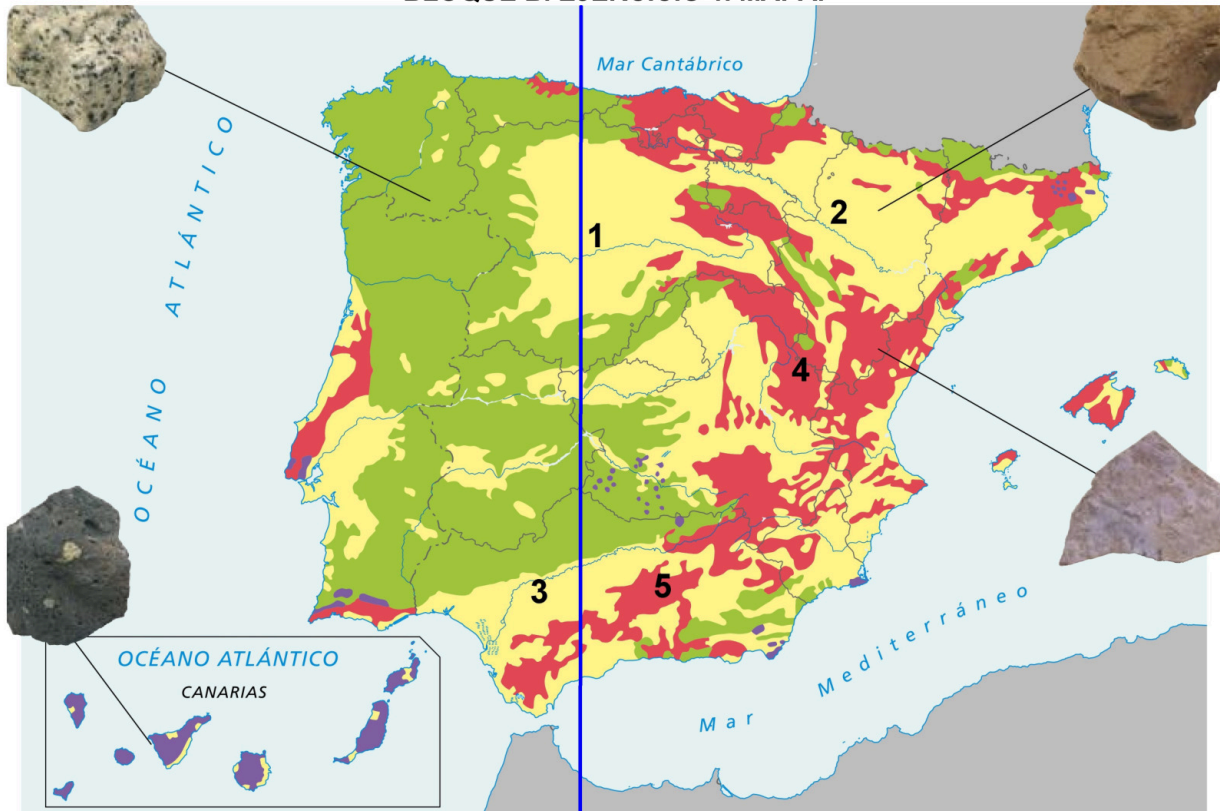 Mar Cantábrico
OCÉANO ATLÁNTICO
1
2
3
4
5
Mar Mediterráneo
OCÉANO ATLÁNTICO
CANARIAS